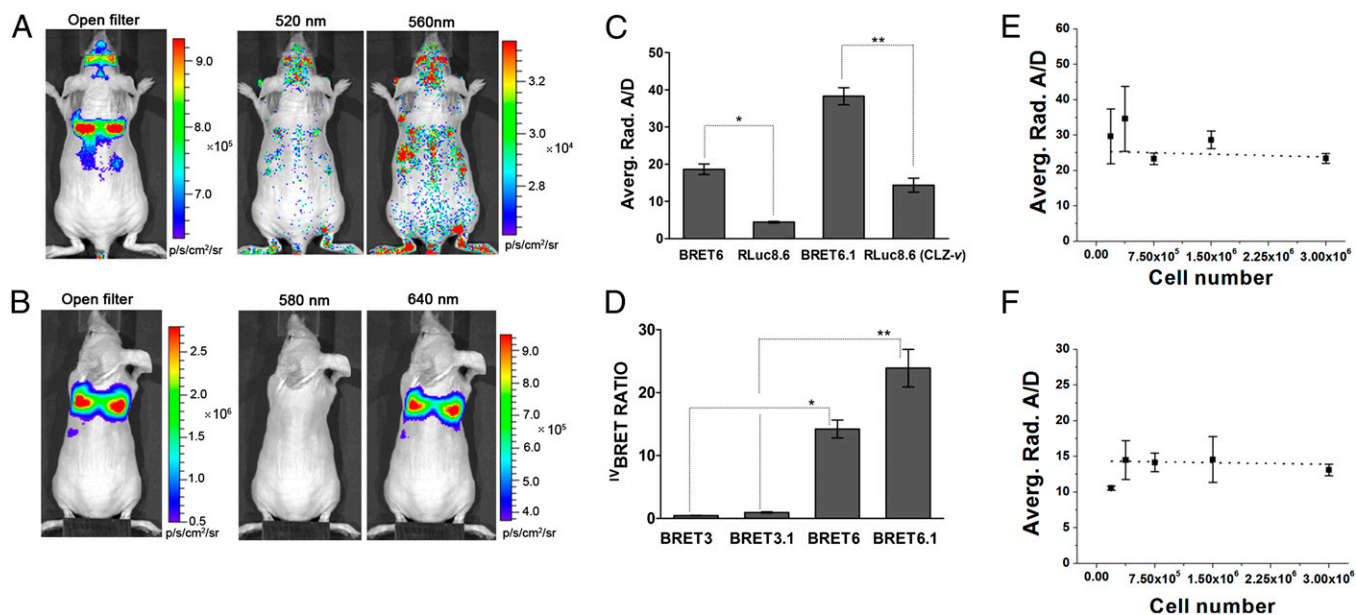 A
Open filter
9.0
8.0
× 10⁵
7.0
p/s/cm²/sr
520 nm
560nm
3.2
3.0
× 10⁴
2.8
p/s/cm²/sr
B
Open filter
2.5
2.0
× 10⁶
1.5
1.0
0.5
p/s/cm²/sr
580 nm
640 nm
9.0
8.0
7.0
× 10⁵
6.0
5.0
4.0
p/s/cm²/sr
C
Averg. Rad. A/D
50
40
30
20
10
0
*
**
BRET6
RLuc8.6
BRET6.1
RLuc8.6 (CLZ-v)
D
IVBRET RATIO
30
20
10
0
*
**
BRET3
BRET3.1
BRET6
BRET6.1
E
Averg. Rad. A/D
60
50
40
30
20
10
0
0.00
7.50x10⁵
1.50x10⁶
2.25x10⁶
3.00x10⁶
Cell number
F
Averg. Rad. A/D
30
25
20
15
10
5
0
0.00
7.50x10⁵
1.50x10⁶
2.25x10⁶
3.00x10⁶
Cell number